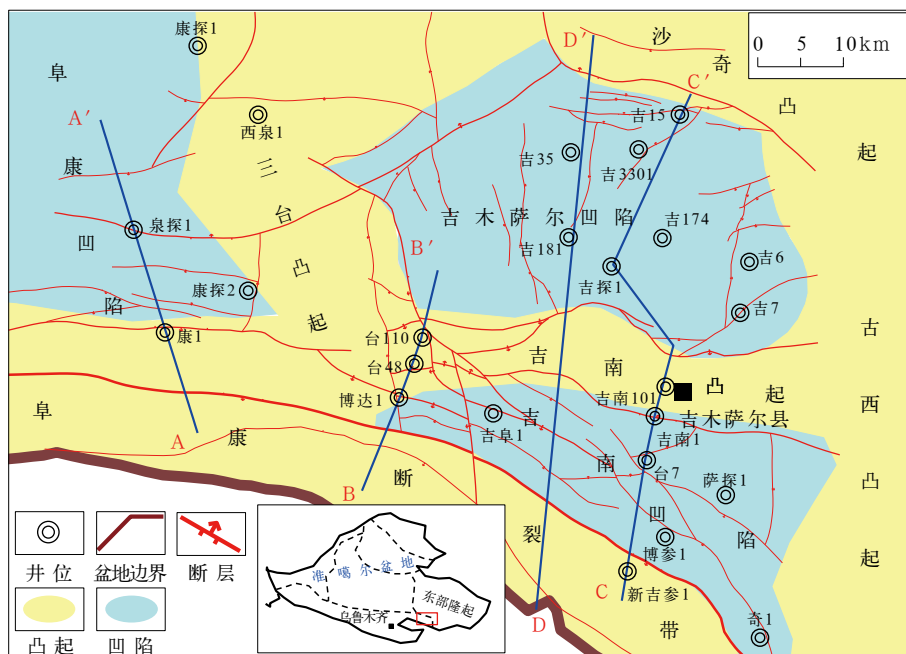 康探1
阜
D′
沙
奇
凸
起
0 5 10 km
A′
C′
西泉1
吉15
吉35
吉3301
康
三
台
凸
起
泉探1
吉木萨尔凹陷
吉174
凹
B′
吉181
吉6
康探2
吉探1
陷
吉7
康1
台110
台48
吉
南
凸
起
古
西
凸
起
博达1
吉南101
吉木萨尔县
阜
康
断
裂
带
A
吉阜1
吉
南
凹
陷
吉南1
台7
萨探1
B
博参1
C
新吉参1
D
奇1
井位
盆地边界
断层
凸起
凹陷
准噶尔盆地
东部隆起
乌鲁木齐